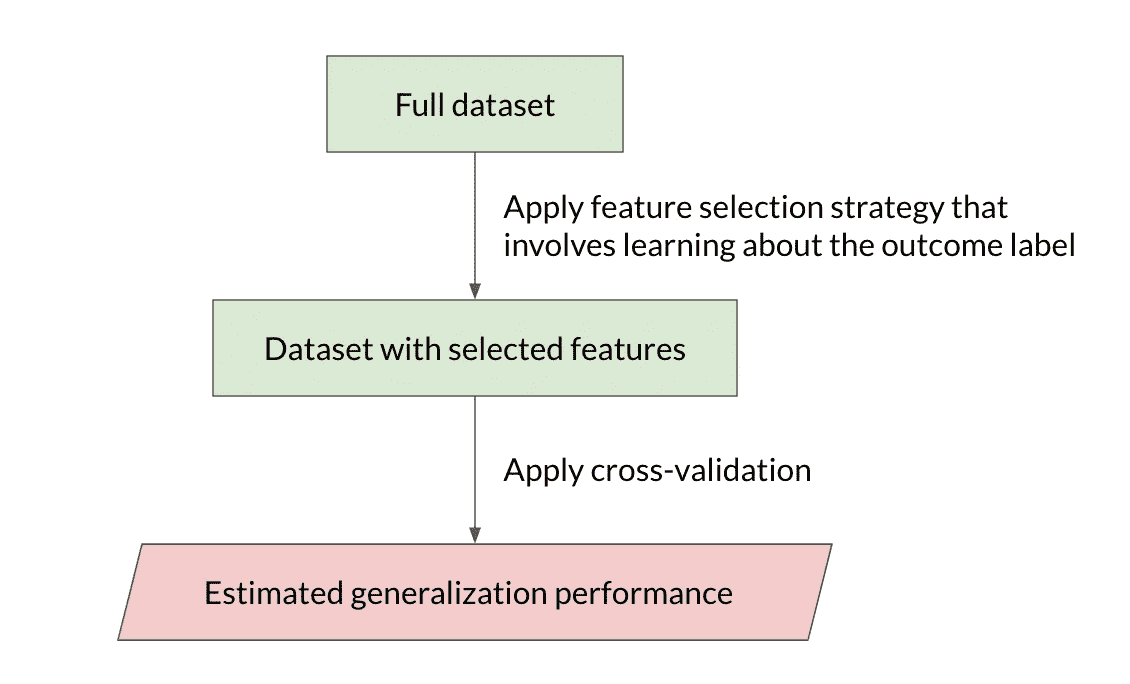 Full dataset
Apply feature selection strategy that
involves learning about the outcome label
Dataset with selected features
Apply cross-validation
Estimated generalization performance